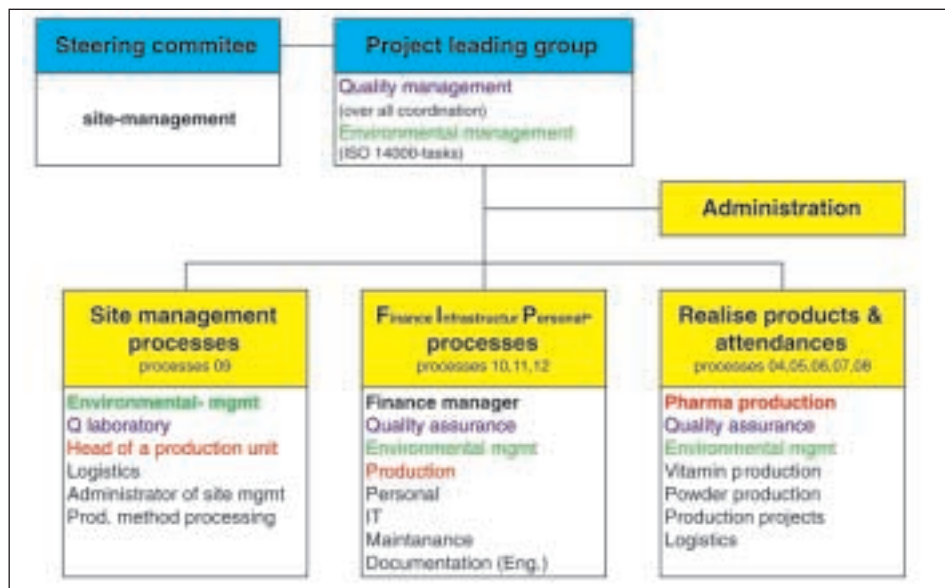 Steering commitee
site-management
Project leading group
Quality management
(over all coordination)
Environmental management
(ISO 14000-tasks)
Administration
Site management
processes
processes 09
Environmental- mgmt
Q laboratory
Head of a production unit
Logistics
Administrator of site mgmt
Prod. method processing
Finance Infrastructur Personal-
processes
processes 10,11,12
Finance manager
Quality assurance
Environmental mgmt
Production
Personal
IT
Maintanance
Documentation (Eng.)
Realise products &
attendances
processes 04,05,06,07,08
Pharma production
Quality assurance
Environmental mgmt
Vitamin production
Powder production
Production projects
Logistics